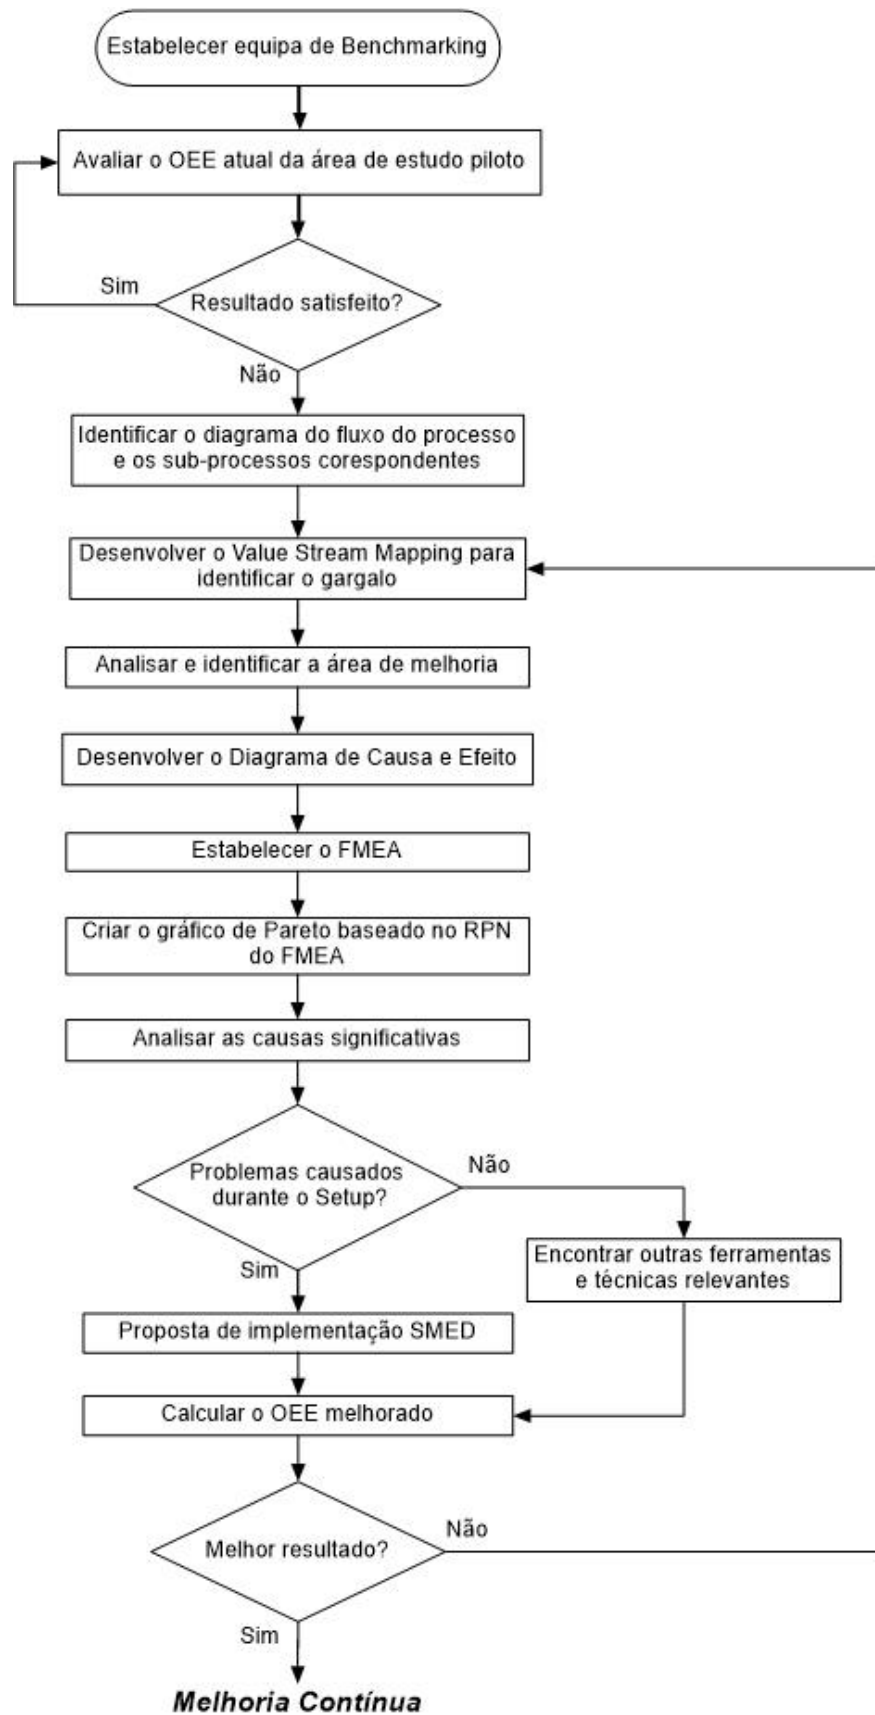 Estabelecer equipa de Benchmarking
Avaliar o OEE atual da área de estudo piloto
Sim
Resultado satisfeito?
Não
Identificar o diagrama do fluxo do processo
e os sub-processos corespondentes
Desenvolver o Value Stream Mapping para
identificar o gargalo
Analisar e identificar a área de melhoria
Desenvolver o Diagrama de Causa e Efeito
Estabelecer o FMEA
Criar o gráfico de Pareto baseado no RPN
do FMEA
Analisar as causas significativas
Problemas causados
durante o Setup?
Não
Sim
Encontrar outras ferramentas
e técnicas relevantes
Proposta de implementação SMED
Calcular o OEE melhorado
Melhor resultado?
Não
Sim
Melhoria Contínua